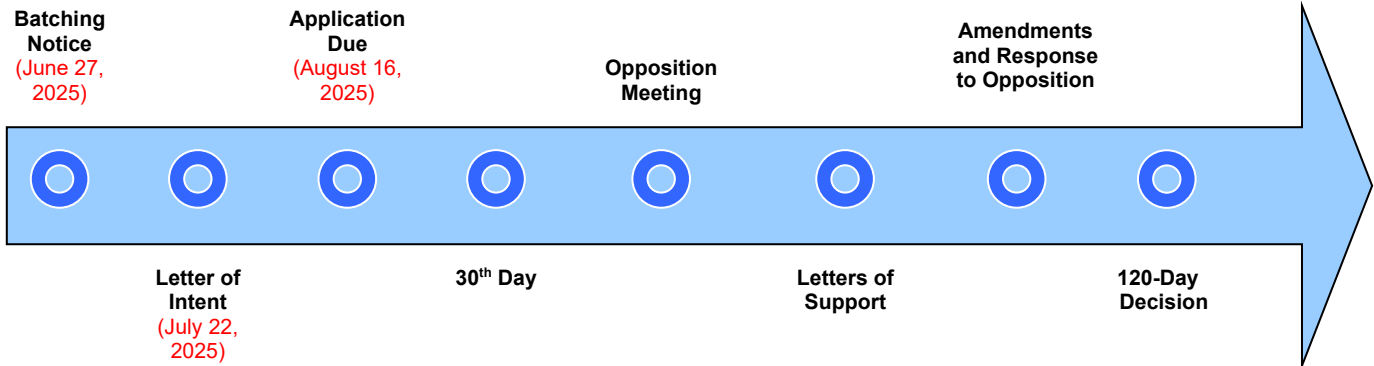 Batching
Notice
(June 27,
2025)
Letter of
Intent
(July 22,
2025)
Application
Due
(August 16,
2025)
30th Day
Opposition
Meeting
Letters of
Support
Amendments
and Response
to Opposition
120-Day
Decision